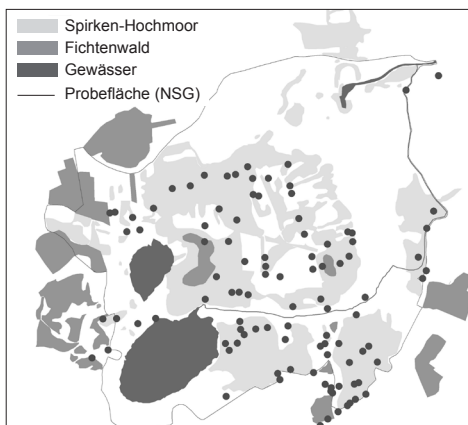 Spirken-Hochmoor
Fichtenwald
Gewässer
Probefläche (NSG)